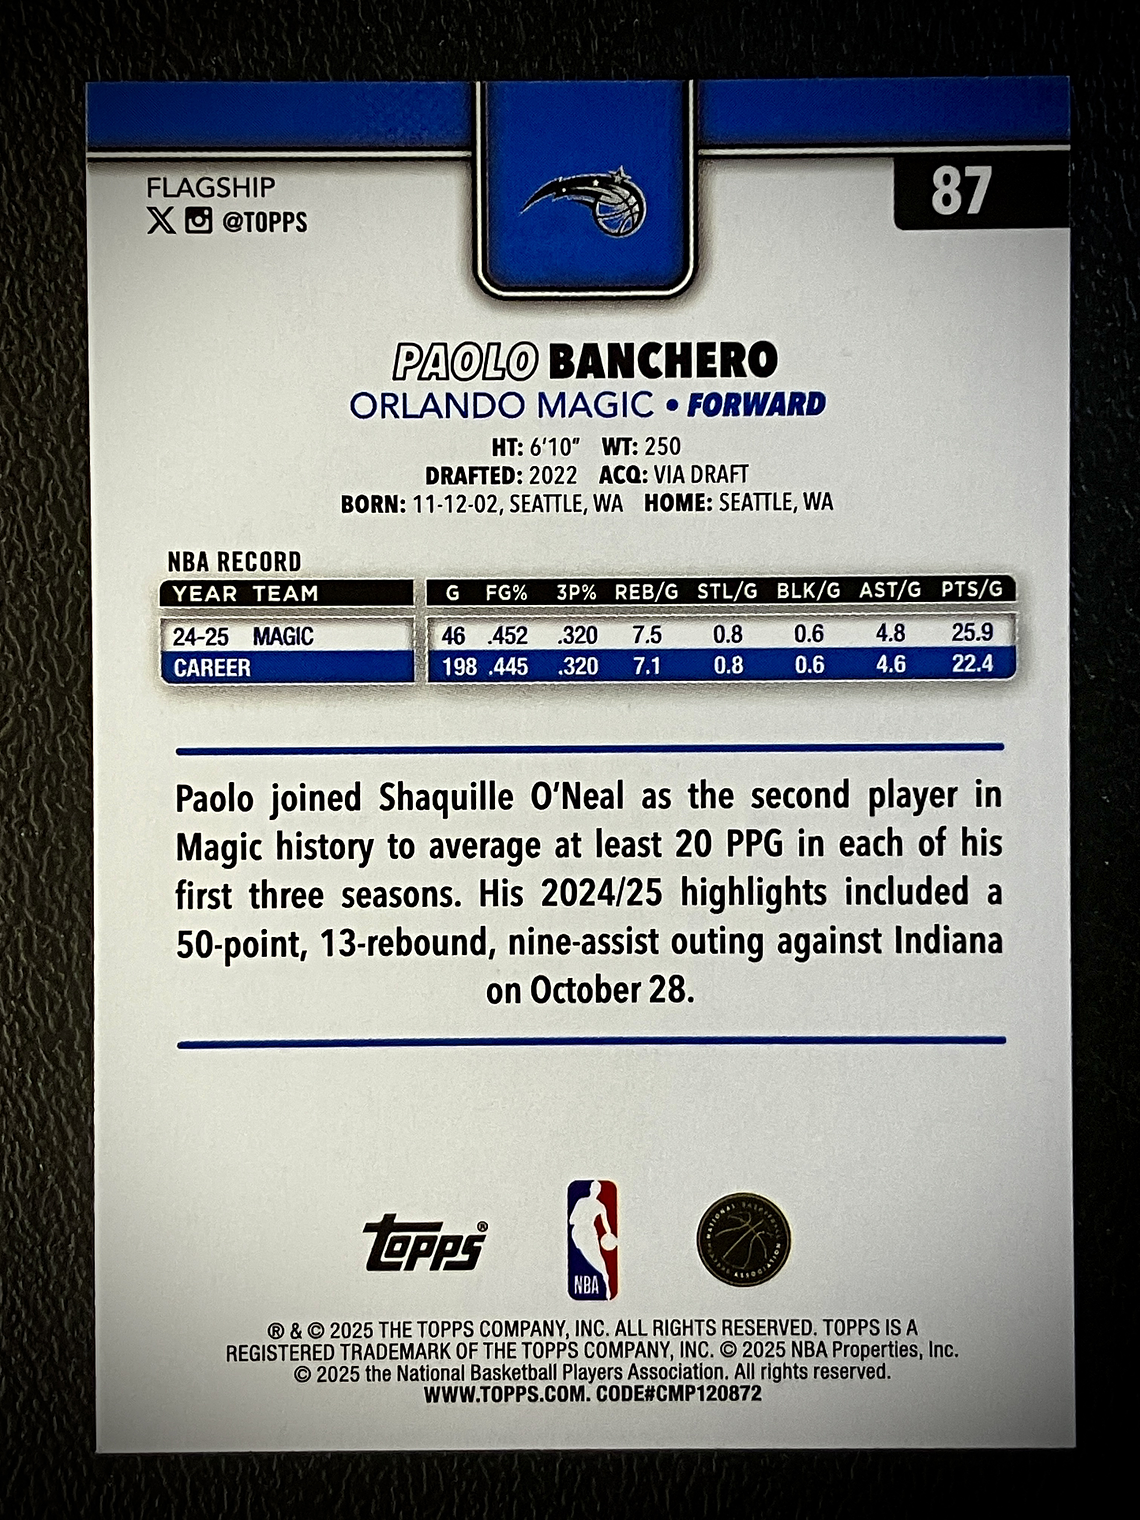 87
FLAGSHIP
@TOPPS
PAOLO BANCHERO
ORLANDO MAGIC • FORWARD
HT: 6'10" WT: 250
DRAFTED: 2022 ACQ: VIA DRAFT
BORN: 11-12-02, SEATTLE, WA HOME: SEATTLE, WA
NBA RECORD
YEAR TEAM G FG% 3P% REB/G STL/G BLK/G AST/G PTS/G
24-25 MAGIC 46 .452 .320 7.5 0.8 0.6 4.8 25.9
CAREER 198 .445 .320 7.1 0.8 0.6 4.6 22.4
Paolo joined Shaquille O'Neal as the second player in
Magic history to average at least 20 PPG in each of his
first three seasons. His 2024/25 highlights included a
50-point, 13-rebound, nine-assist outing against Indiana
on October 28.
Topps®
NBA
NATIONAL BASKETBALL
PLAYERS ASSOCIATION
® & © 2025 THE TOPPS COMPANY, INC. ALL RIGHTS RESERVED. TOPPS IS A
REGISTERED TRADEMARK OF THE TOPPS COMPANY, INC. © 2025 NBA Properties, Inc.
© 2025 the National Basketball Players Association. All rights reserved.
WWW.TOPPS.COM. CODE#CMP120872